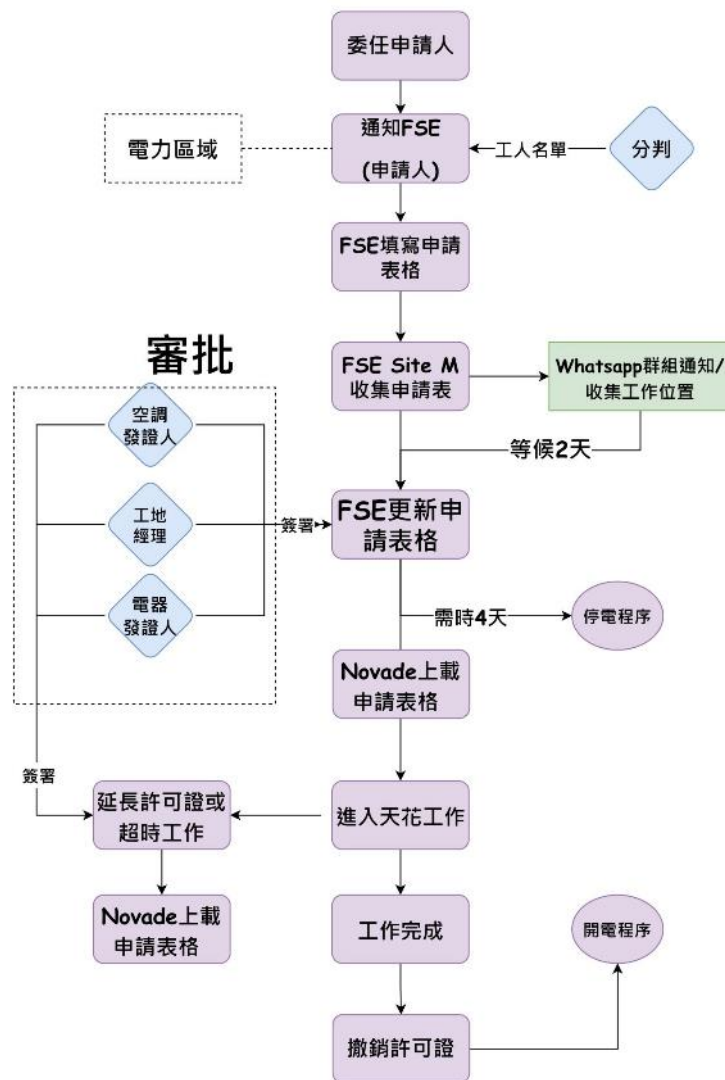 委任申請人
電力區域
通知FSE
(申請人)
工人名單
分判
FSE填寫申請
表格
審批
FSE Site M
收集申請表
Whatsapp群組通知/
收集工作位置
空調
發證人
等候2天
工地
經理
簽署
FSE更新申
請表格
電器
發證人
需時4天
停電程序
Novade上載
申請表格
簽署
延長許可證或
超時工作
進入天花工作
Novade上載
申請表格
工作完成
開電程序
撤銷許可證